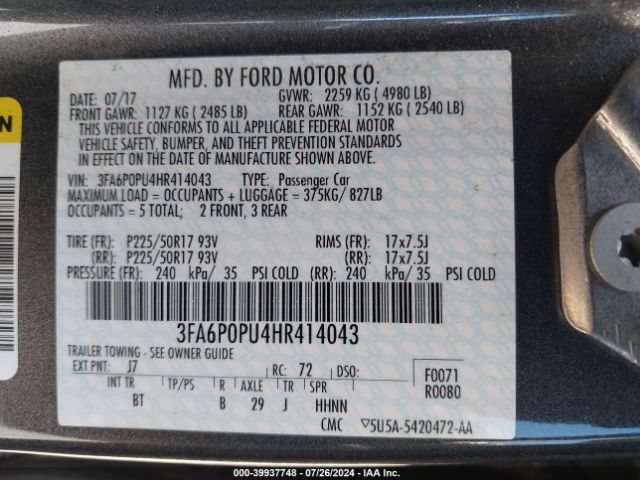 MFD. BY FORD MOTOR CO.
DATE: 07/17 GVWR: 2259 KG ( 4980 LB)
FRONT GAWR: 1127 KG ( 2485 LB) REAR GAWR: 1152 KG ( 2540 LB)
THIS VEHICLE CONFORMS TO ALL APPLICABLE FEDERAL MOTOR
VEHICLE SAFETY, BUMPER, AND THEFT PREVENTION STANDARDS
IN EFFECT ON THE DATE OF MANUFACTURE SHOWN ABOVE.
VIN: 3FA6P0PU4HR414043 TYPE: Passenger Car
MAXIMUM LOAD = OCCUPANTS + LUGGAGE = 375KG/ 827LB
OCCUPANTS = 5 TOTAL; 2 FRONT, 3 REAR
TIRE (FR): P225/50R17 93V RIMS (FR): 17x7.5J
(RR): P225/50R17 93V (RR): 17x7.5J
PRESSURE (FR): 240 kPa/ 35 PSI COLD (RR): 240 kPa/ 35 PSI COLD
3FA6P0PU4HR414043
TRAILER TOWING - SEE OWNER GUIDE
EXT PNT: J7 RC: 72 DSO: F0071
INT TR TP/PS R AXLE TR SPR R0080
BT B 29 J HHNN
CMC ▽5U5A-5420472-AA
000-39937748 - 07/26/2024 - IAA Inc.